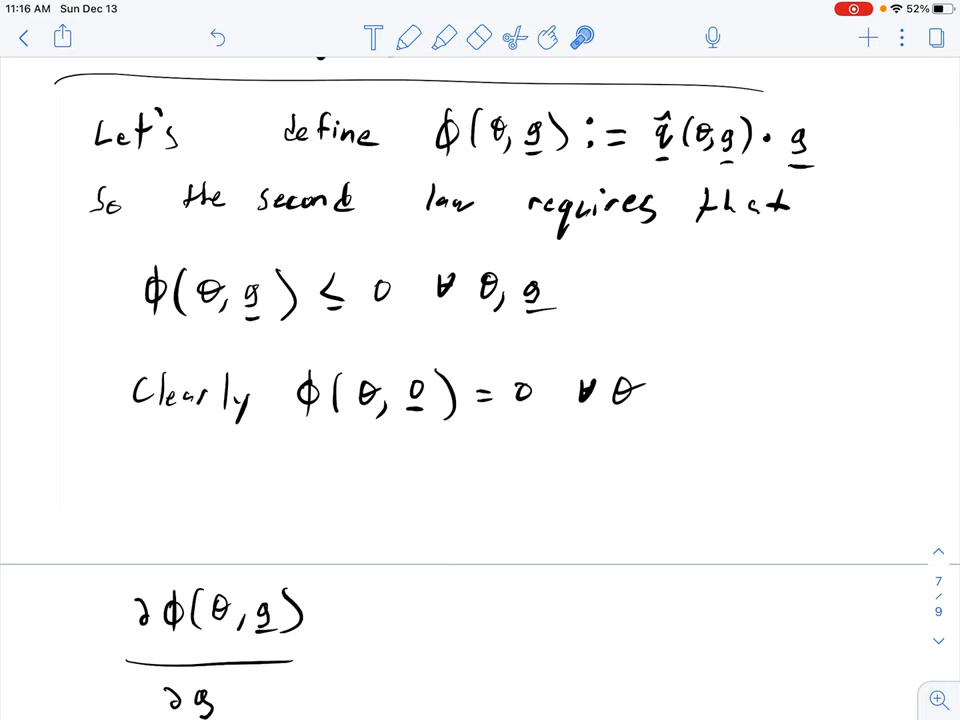 11:16 AM Sun Dec 13 52%
Let's define ϕ(θ, g) := q̂(θ, g) · g
So the second law requires that
ϕ(θ, g) ≤ 0 ∀ θ, g
Clearly ϕ(θ, 0) = 0 ∀ θ
7
/
9
∂ϕ(θ, g)
∂g